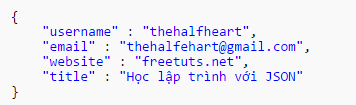 {
    "username" : "thehalfheart",
    "email" : "thehalfehart@gmail.com",
    "website" : "freetuts.net",
    "title" : "Học lập trình với JSON"
}